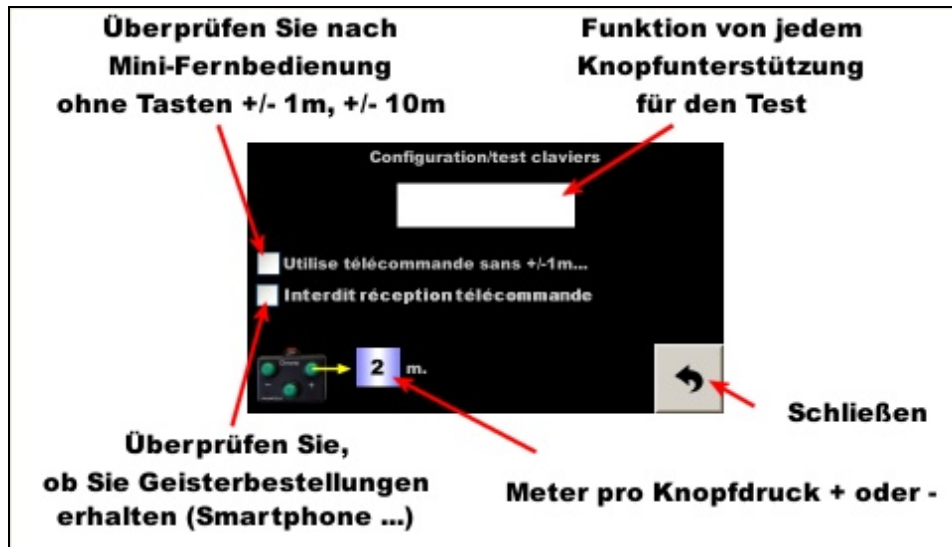 Überprüfen Sie nach
Mini-Fernbedienung
ohne Tasten +/- 1m, +/- 10m
Funktion von jedem
Knopfunterstützung
für den Test
Configuration/test claviers
Utilise télécommande sans +/-1m...
Interdit réception télécommande
2 m.
Schließen
Überprüfen Sie,
ob Sie Geisterbestellungen
erhalten (Smartphone ...)
Meter pro Knopfdruck + oder -